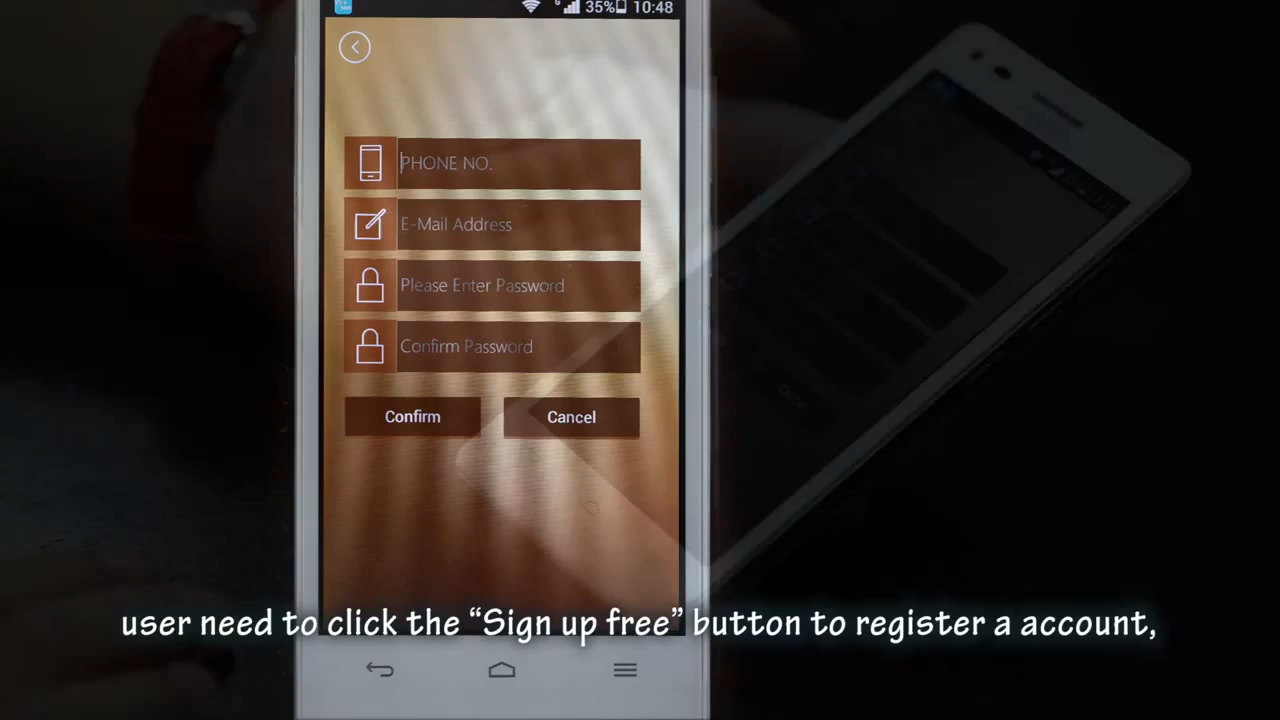 35% 10:48
PHONE NO.
E-Mail Address
Please Enter Password
Confirm Password
Confirm
Cancel
user need to click the “Sign up free” button to register a account,